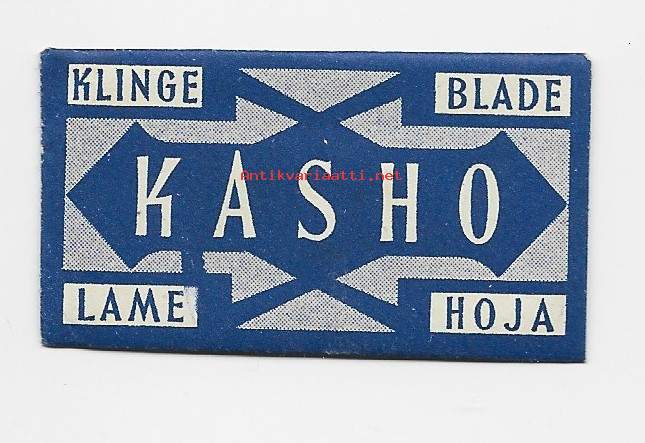 KLINGE BLADE
KASHO
Antikvariaatti.net
LAME HOJA